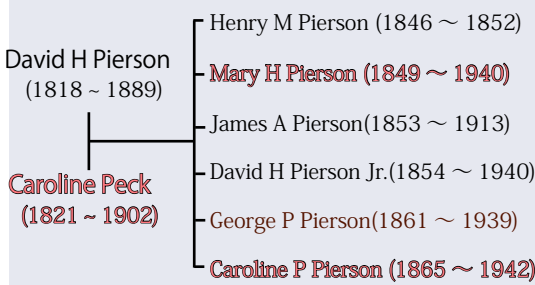 David H Pierson
(1818 ~ 1889)
Caroline Peck
(1821 ~ 1902)
Henry M Pierson (1846 ～ 1852)
Mary H Pierson (1849 ～ 1940)
James A Pierson(1853 ～ 1913)
David H Pierson Jr.(1854 ～ 1940)
George P Pierson(1861 ～ 1939)
Caroline P Pierson (1865 ～ 1942)